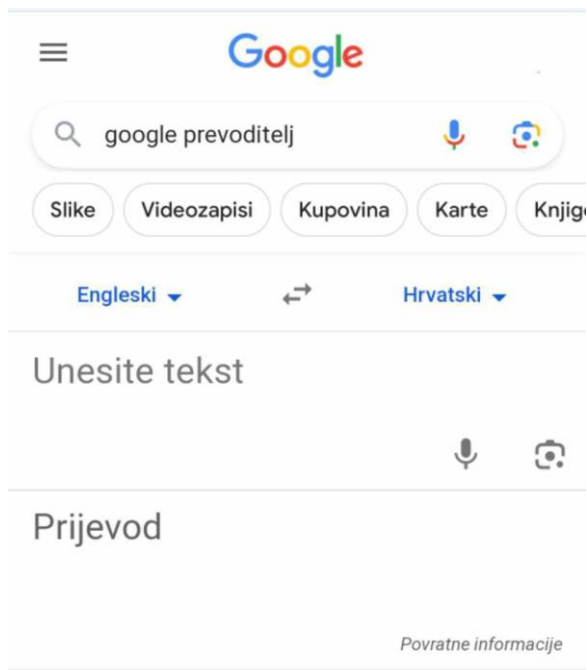 Google
google prevoditelj
Slike Videozapisi Kupovina Karte
Engleski Hrvatski
Unesite tekst
Prijevod
Povratne informacije